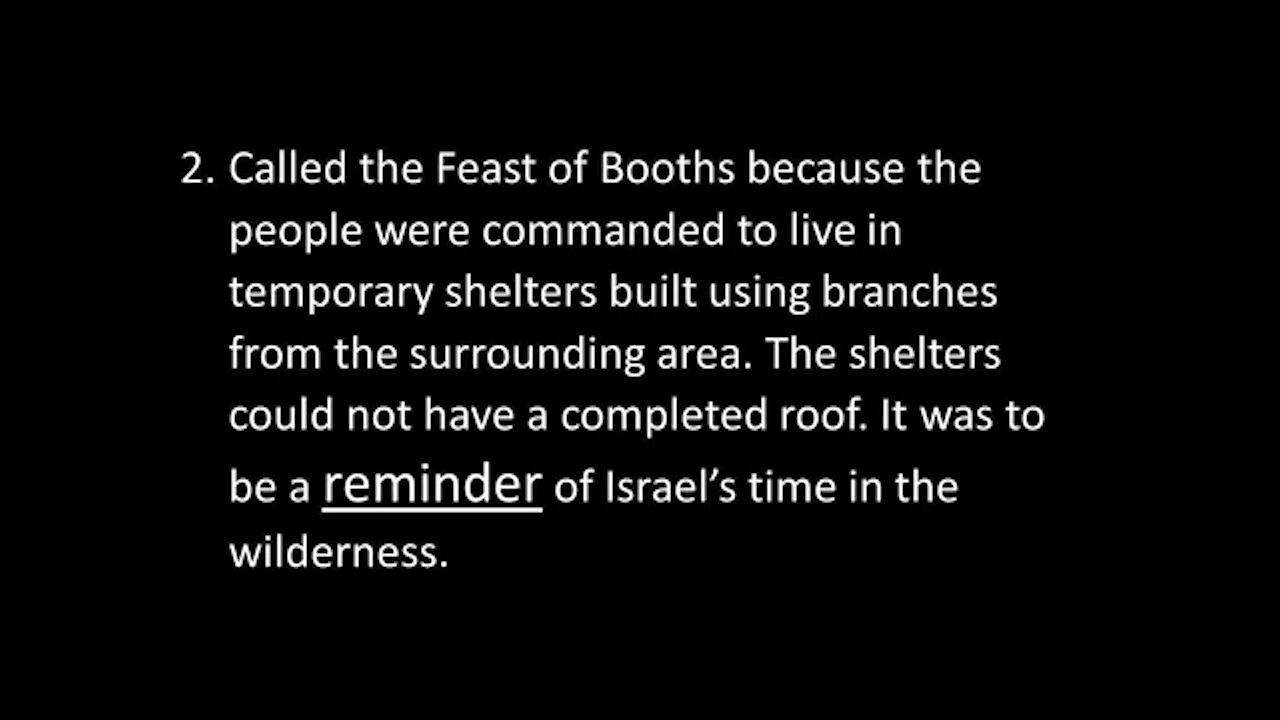 2. Called the Feast of Booths because the
people were commanded to live in
temporary shelters built using branches
from the surrounding area. The shelters
could not have a completed roof. It was to
be a reminder of Israel’s time in the
wilderness.